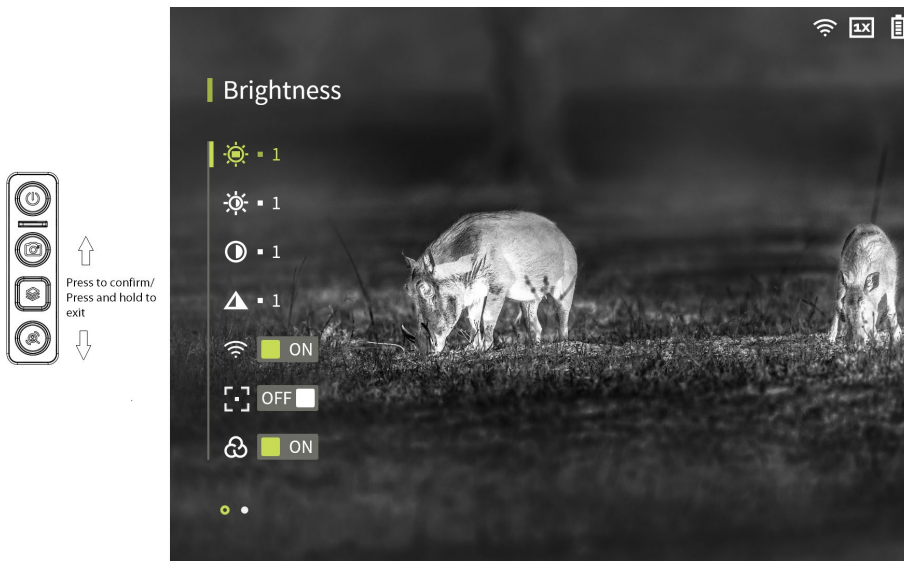 1X
Brightness
1
1
1
Press to confirm/
Press and hold to
exit
1
ON
OFF
ON